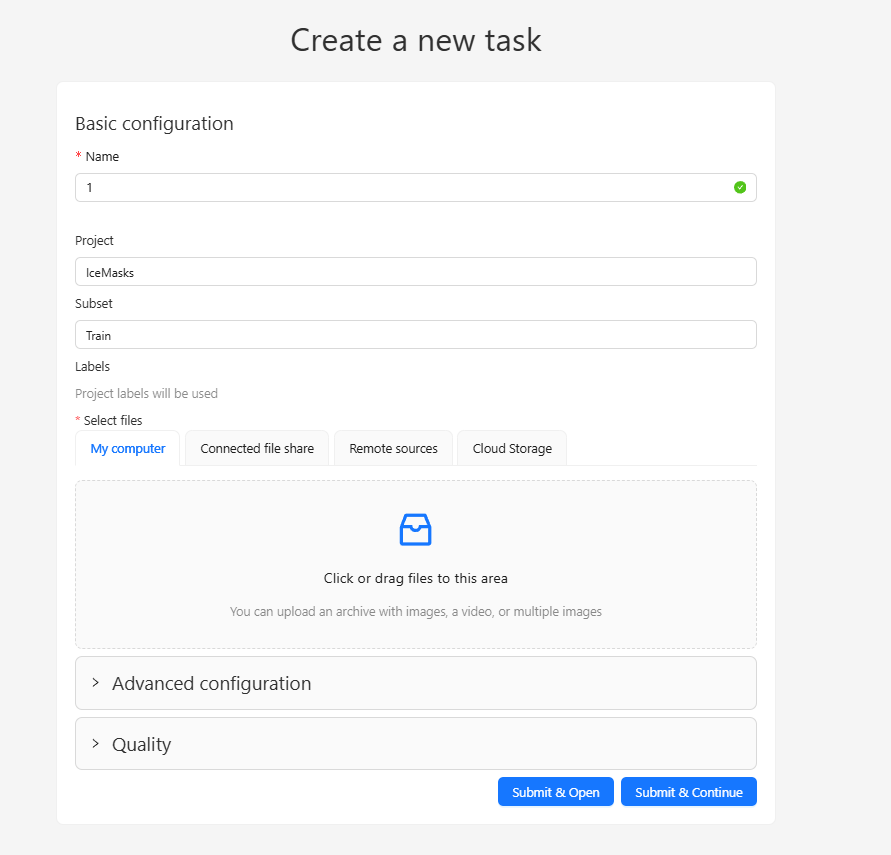 Create a new task
Basic configuration
* Name
1
Project
IceMasks
Subset
Train
Labels
Project labels will be used
* Select files
My computer Connected file share Remote sources Cloud Storage
Click or drag files to this area
You can upload an archive with images, a video, or multiple images
Advanced configuration
Quality
Submit & Open Submit & Continue